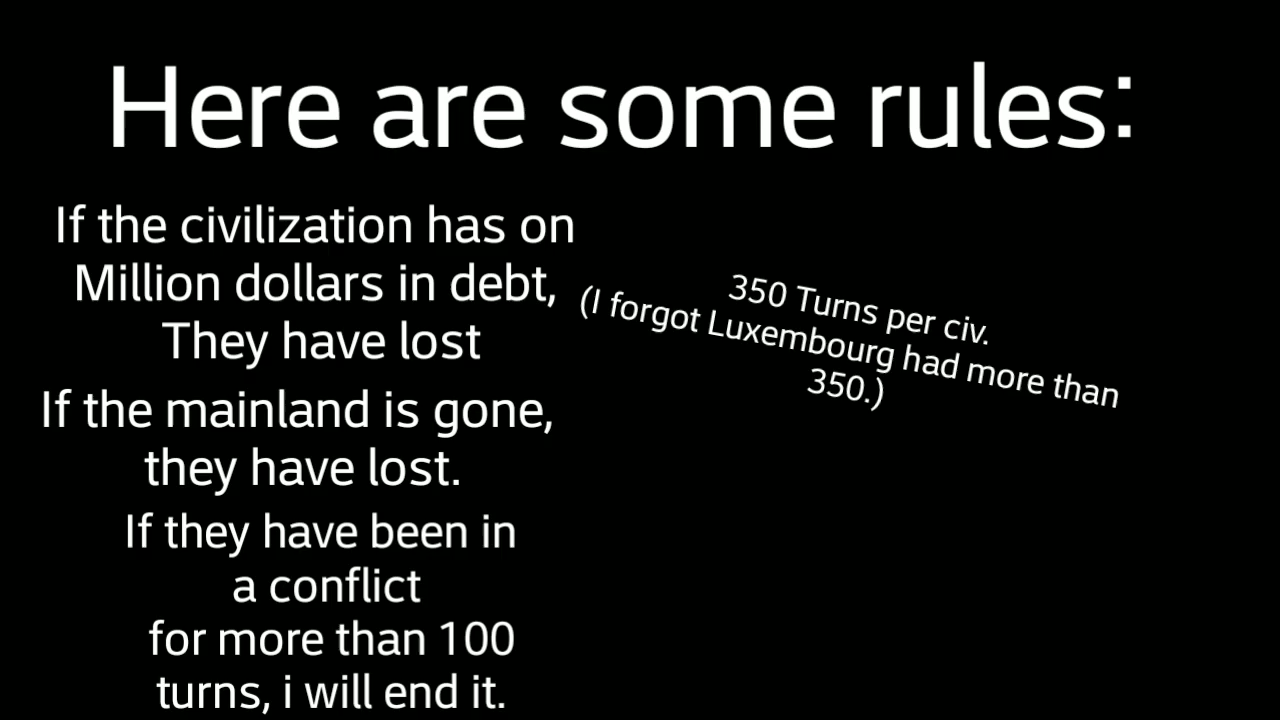 Here are some rules:
If the civilization has on
Million dollars in debt,
They have lost
If the mainland is gone,
they have lost.
If they have been in
a conflict
for more than 100
turns, i will end it.
350 Turns per civ.
(I forgot Luxembourg had more than
350.)